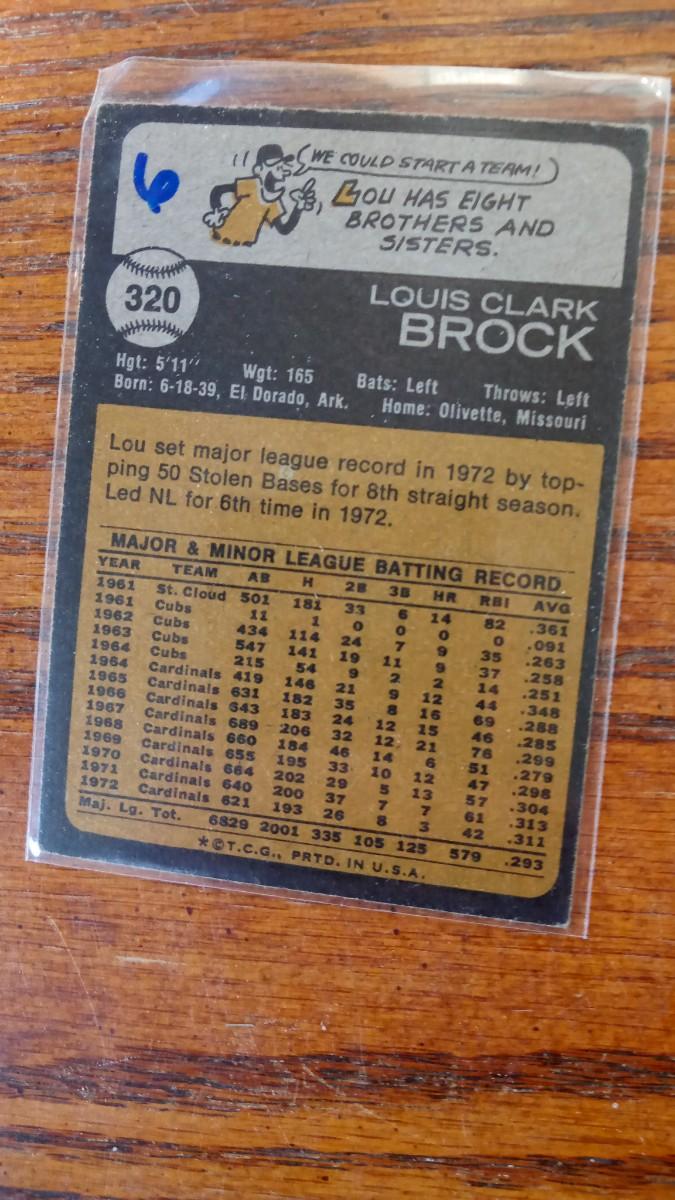 6
WE COULD START A TEAM!
LOU HAS EIGHT
BROTHERS AND
SISTERS.
320
LOUIS CLARK
BROCK
Hgt: 5'11" Wgt: 165 Bats: Left Throws: Left
Born: 6-18-39, El Dorado, Ark. Home: Olivette, Missouri
Lou set major league record in 1972 by top-
ping 50 Stolen Bases for 8th straight season.
Led NL for 6th time in 1972.
MAJOR & MINOR LEAGUE BATTING RECORD
YEAR TEAM AB H 2B 3B HR RBI AVG
1961 St. Cloud 501 181 33 6 14 82 .361
1961 Cubs 11 1 0 0 0 0 .091
1962 Cubs 434 114 24 7 9 35 .263
1963 Cubs 547 141 19 11 9 37 .258
1964 Cubs 215 54 9 2 2 14 .251
1964 Cardinals 419 146 21 9 12 44 .348
1965 Cardinals 631 182 35 8 16 69 .288
1966 Cardinals 643 183 24 12 15 46 .285
1967 Cardinals 689 206 32 12 21 76 .299
1968 Cardinals 660 184 46 14 6 51 .279
1969 Cardinals 655 195 33 10 12 47 .298
1970 Cardinals 664 202 29 5 13 57 .304
1971 Cardinals 640 200 37 7 7 61 .313
1972 Cardinals 621 193 26 8 3 42 .311
Maj. Lg. Tot. 6829 2001 335 105 125 579 .293
*©T.C.G., PRTD. IN U.S.A.